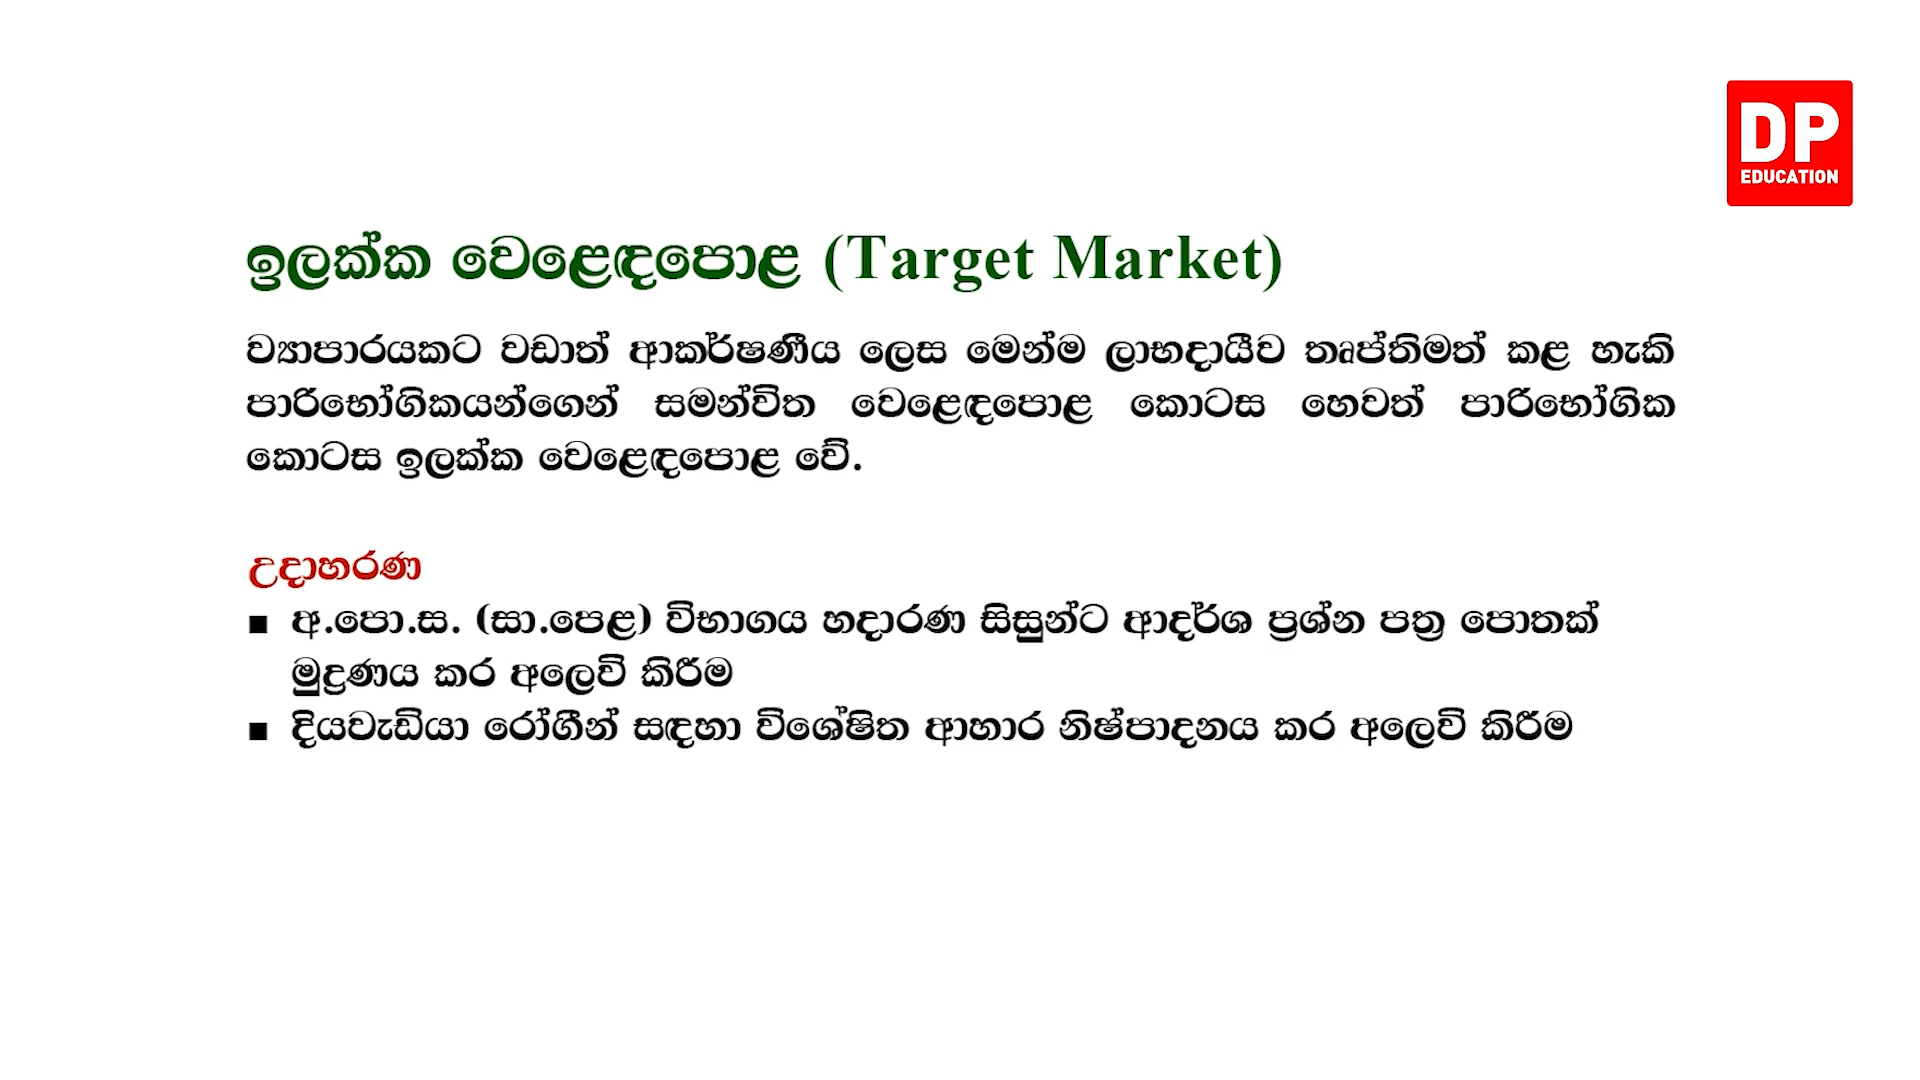 DP
EDUCATION
ඉලක්ක වෙළෙඳපොළ (Target Market)
ව්‍යාපාරයකට වඩාත් ආකර්ෂණීය ලෙස මෙන්ම ලාභදායීව තෘප්තිමත් කළ හැකි
පාරිභෝගිකයන්ගෙන් සමන්විත වෙළෙඳපොළ කොටස හෙවත් පාරිභෝගික
කොටස ඉලක්ක වෙළෙඳපොළ වේ.
උදාහරණ
▪ අ.පො.ස. (සා.පෙළ) විභාගය හදාරණ සිසුන්ට ආදර්ශ ප්‍රශ්න පත්‍ර පොතක්
මුද්‍රණය කර අලෙවි කිරීම
▪ දියවැඩියා රෝගීන් සඳහා විශේෂිත ආහාර නිෂ්පාදනය කර අලෙවි කිරීම